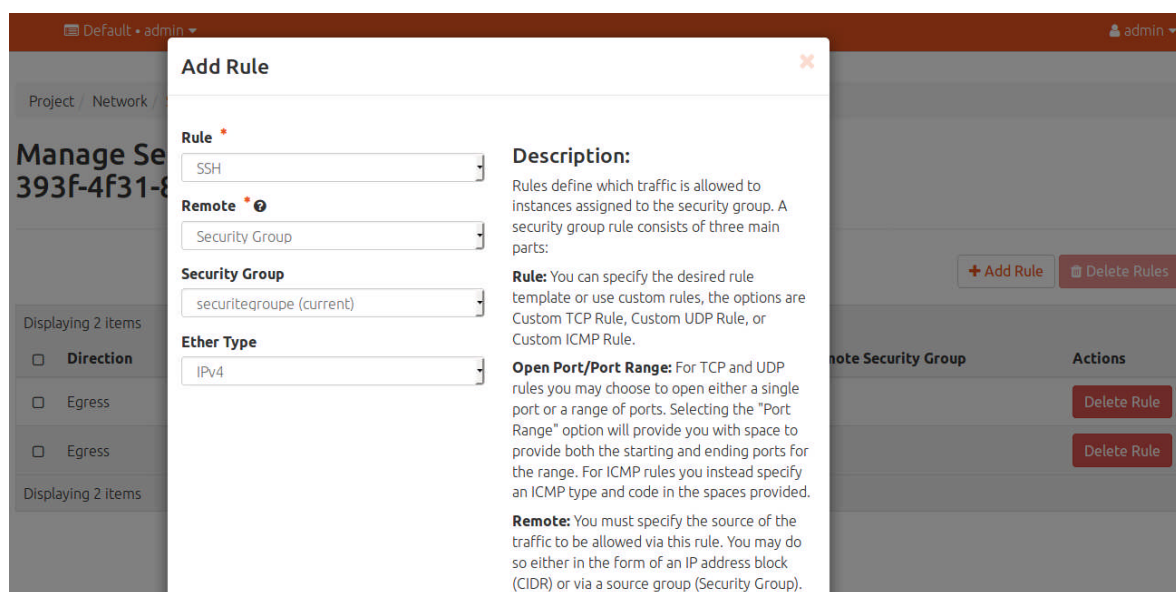 Default • admin
admin
Add Rule
×
Project / Network /
Manage Se
393f-4f31-8
Rule *
SSH
Remote *
Security Group
Security Group
securitegroupe (current)
Ether Type
IPv4
Description:
Rules define which traffic is allowed to
instances assigned to the security group. A
security group rule consists of three main
parts:
Rule: You can specify the desired rule
template or use custom rules, the options are
Custom TCP Rule, Custom UDP Rule, or
Custom ICMP Rule.
Open Port/Port Range: For TCP and UDP
rules you may choose to open either a single
port or a range of ports. Selecting the "Port
Range" option will provide you with space to
provide both the starting and ending ports for
the range. For ICMP rules you instead specify
an ICMP type and code in the spaces provided.
Remote: You must specify the source of the
traffic to be allowed via this rule. You may do
so either in the form of an IP address block
(CIDR) or via a source group (Security Group).
+ Add Rule
Delete Rules
Displaying 2 items
Direction
note Security Group
Actions
Egress
Delete Rule
Egress
Delete Rule
Displaying 2 items